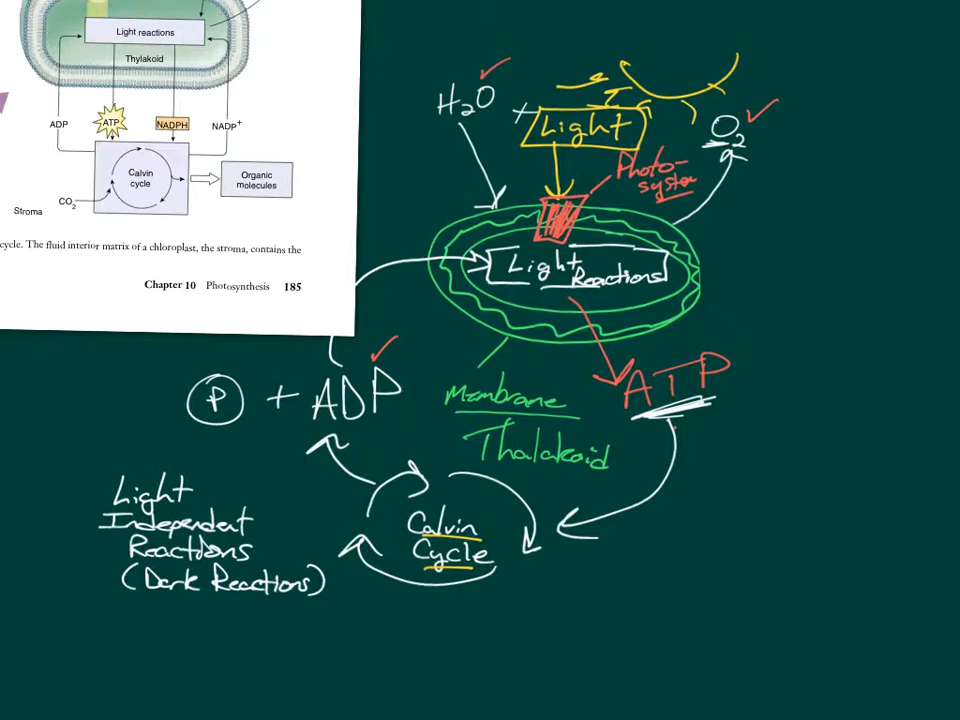 Light reactions
Thylakoid
ADP
ATP
NADPH
NADP+
Calvin
cycle
Organic
molecules
CO2
Stroma
cycle. The fluid interior matrix of a chloroplast, the stroma, contains the
Chapter 10 Photosynthesis 185
H2O
+
Light
O2
Photo-
system
Light
Reactions
P + ADP
ATP
Membrane
Thalakoid
Calvin
Cycle
Light
Independent
Reactions
(Dark Reactions)